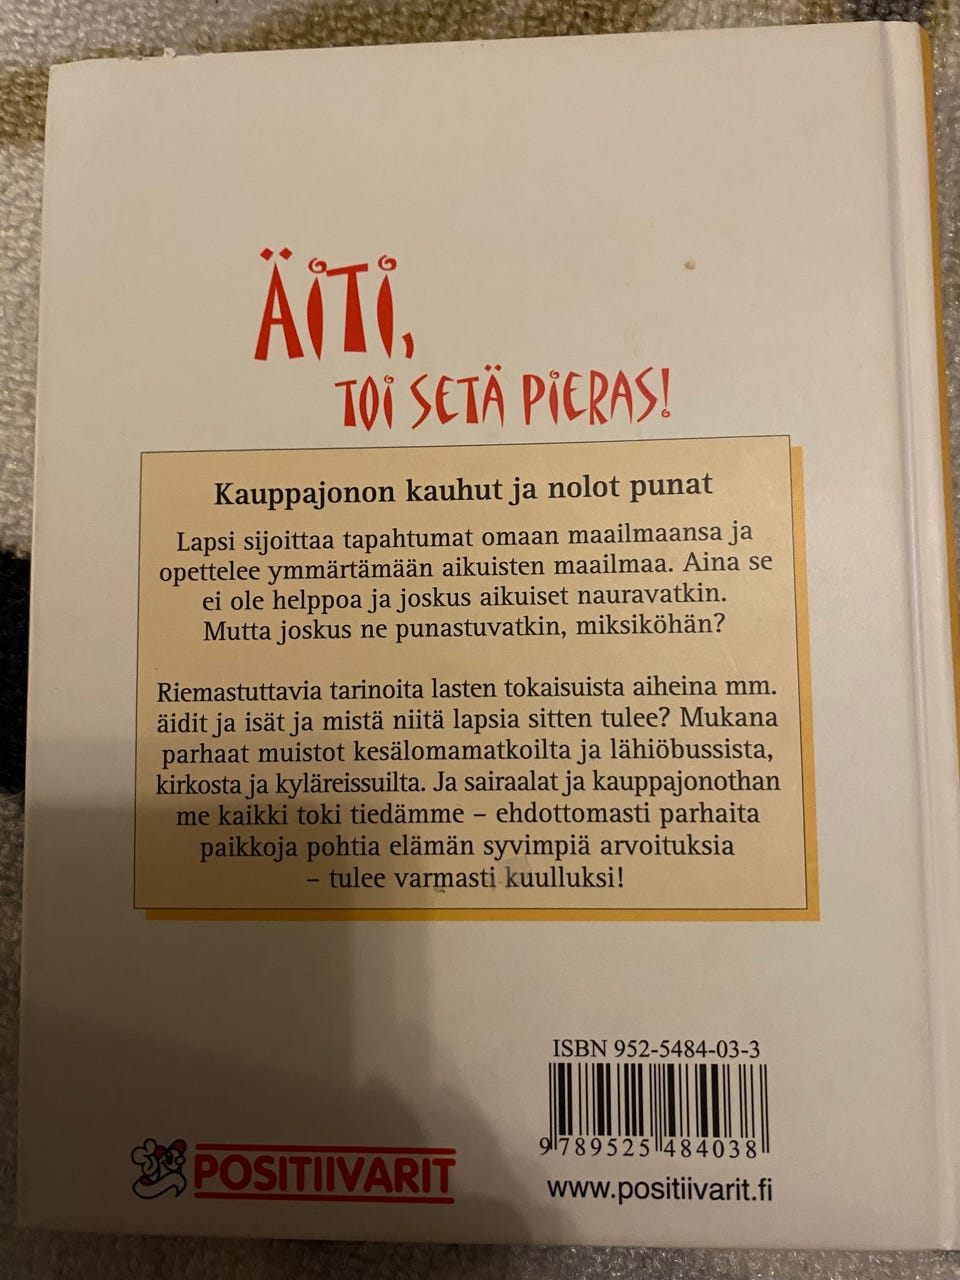 ÄITI,
TOI SETÄ PIERAS!
Kauppajonon kauhut ja nolot punat
Lapsi sijoittaa tapahtumat omaan maailmaansa ja
opettelee ymmärtämään aikuisten maailmaa. Aina se
ei ole helppoa ja joskus aikuiset nauravatkin.
Mutta joskus ne punastuvatkin, miksiköhän?
Riemastuttavia tarinoita lasten tokaisuista aiheina mm.
äidit ja isät ja mistä niitä lapsia sitten tulee? Mukana
parhaat muistot kesälomamatkoilta ja lähiöbussista,
kirkosta ja kyläreissuilta. Ja sairaalat ja kauppajonothan
me kaikki toki tiedämme – ehdottomasti parhaita
paikkoja pohtia elämän syvimpiä arvoituksia
– tulee varmasti kuulluksi!
ISBN 952-5484-03-3
9 789525 484038
POSITIIVARIT
www.positiivarit.fi